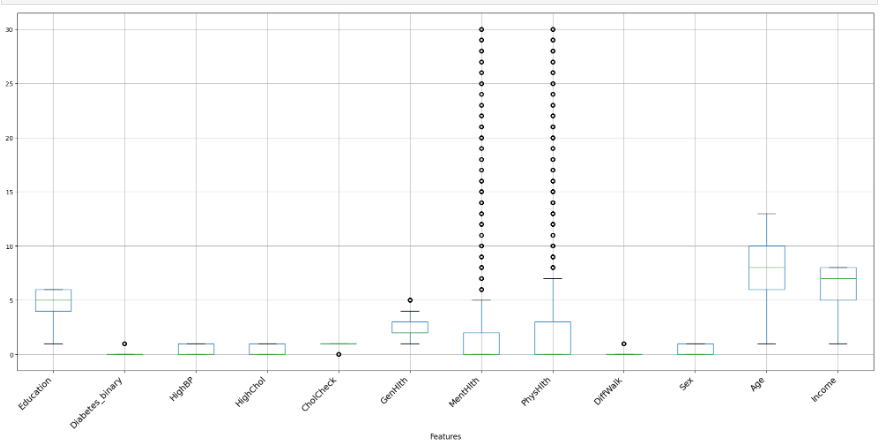 30
25
20
15
10
5
0
Education
Diabetes_binary
HighBP
HighChol
CholCheck
GenHlth
MentHlth
PhysHlth
DiffWalk
Sex
Age
Income
Features